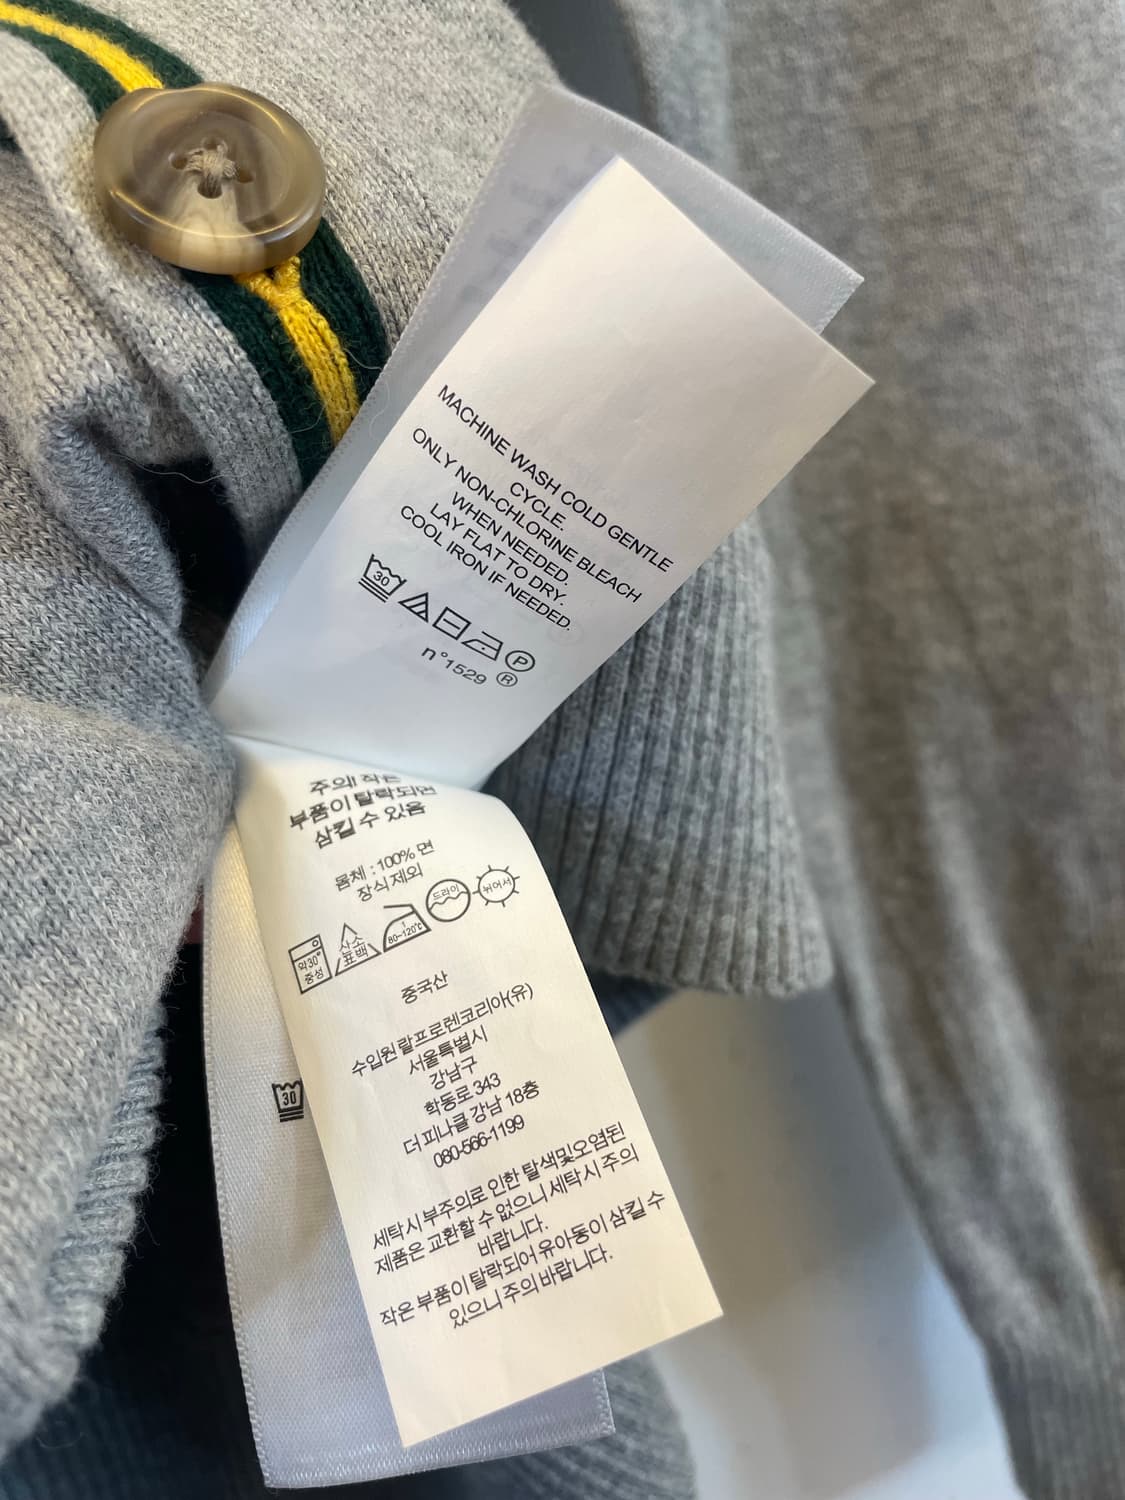 MACHINE WASH COLD GENTLE
CYCLE.
ONLY NON-CHLORINE BLEACH
WHEN NEEDED.
LAY FLAT TO DRY.
COOL IRON IF NEEDED.
30
P
n°1529 ®
주의! 작은
부품이 탈락되면
삼킬 수 있음
몸체 : 100% 면
장식 제외
약30° 중성
산소 표백
1 80~120℃
드라이
뉘어서
중국산
수입원 랄프로렌코리아(유)
서울특별시
강남구
학동로 343
더 피나클 강남 18층
080-566-1199
세탁시 부주의로 인한 탈색및오염된
제품은 교환할 수 없으니 세탁시 주의
바랍니다.
작은 부품이 탈락되어 유아동이 삼킬 수
있으니 주의 바랍니다.
30